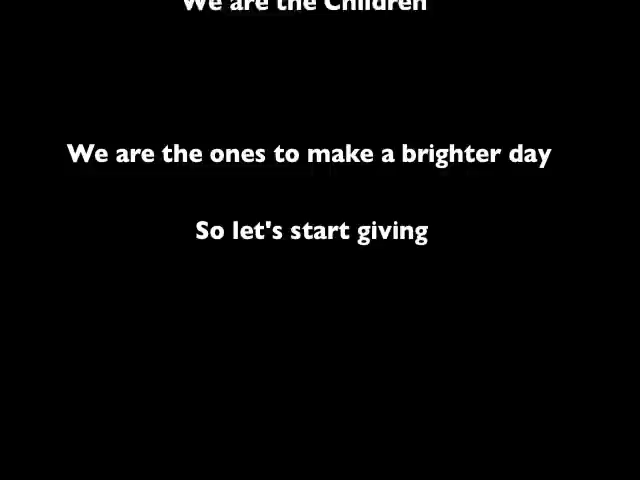 We are the Children
We are the ones to make a brighter day
So let's start giving